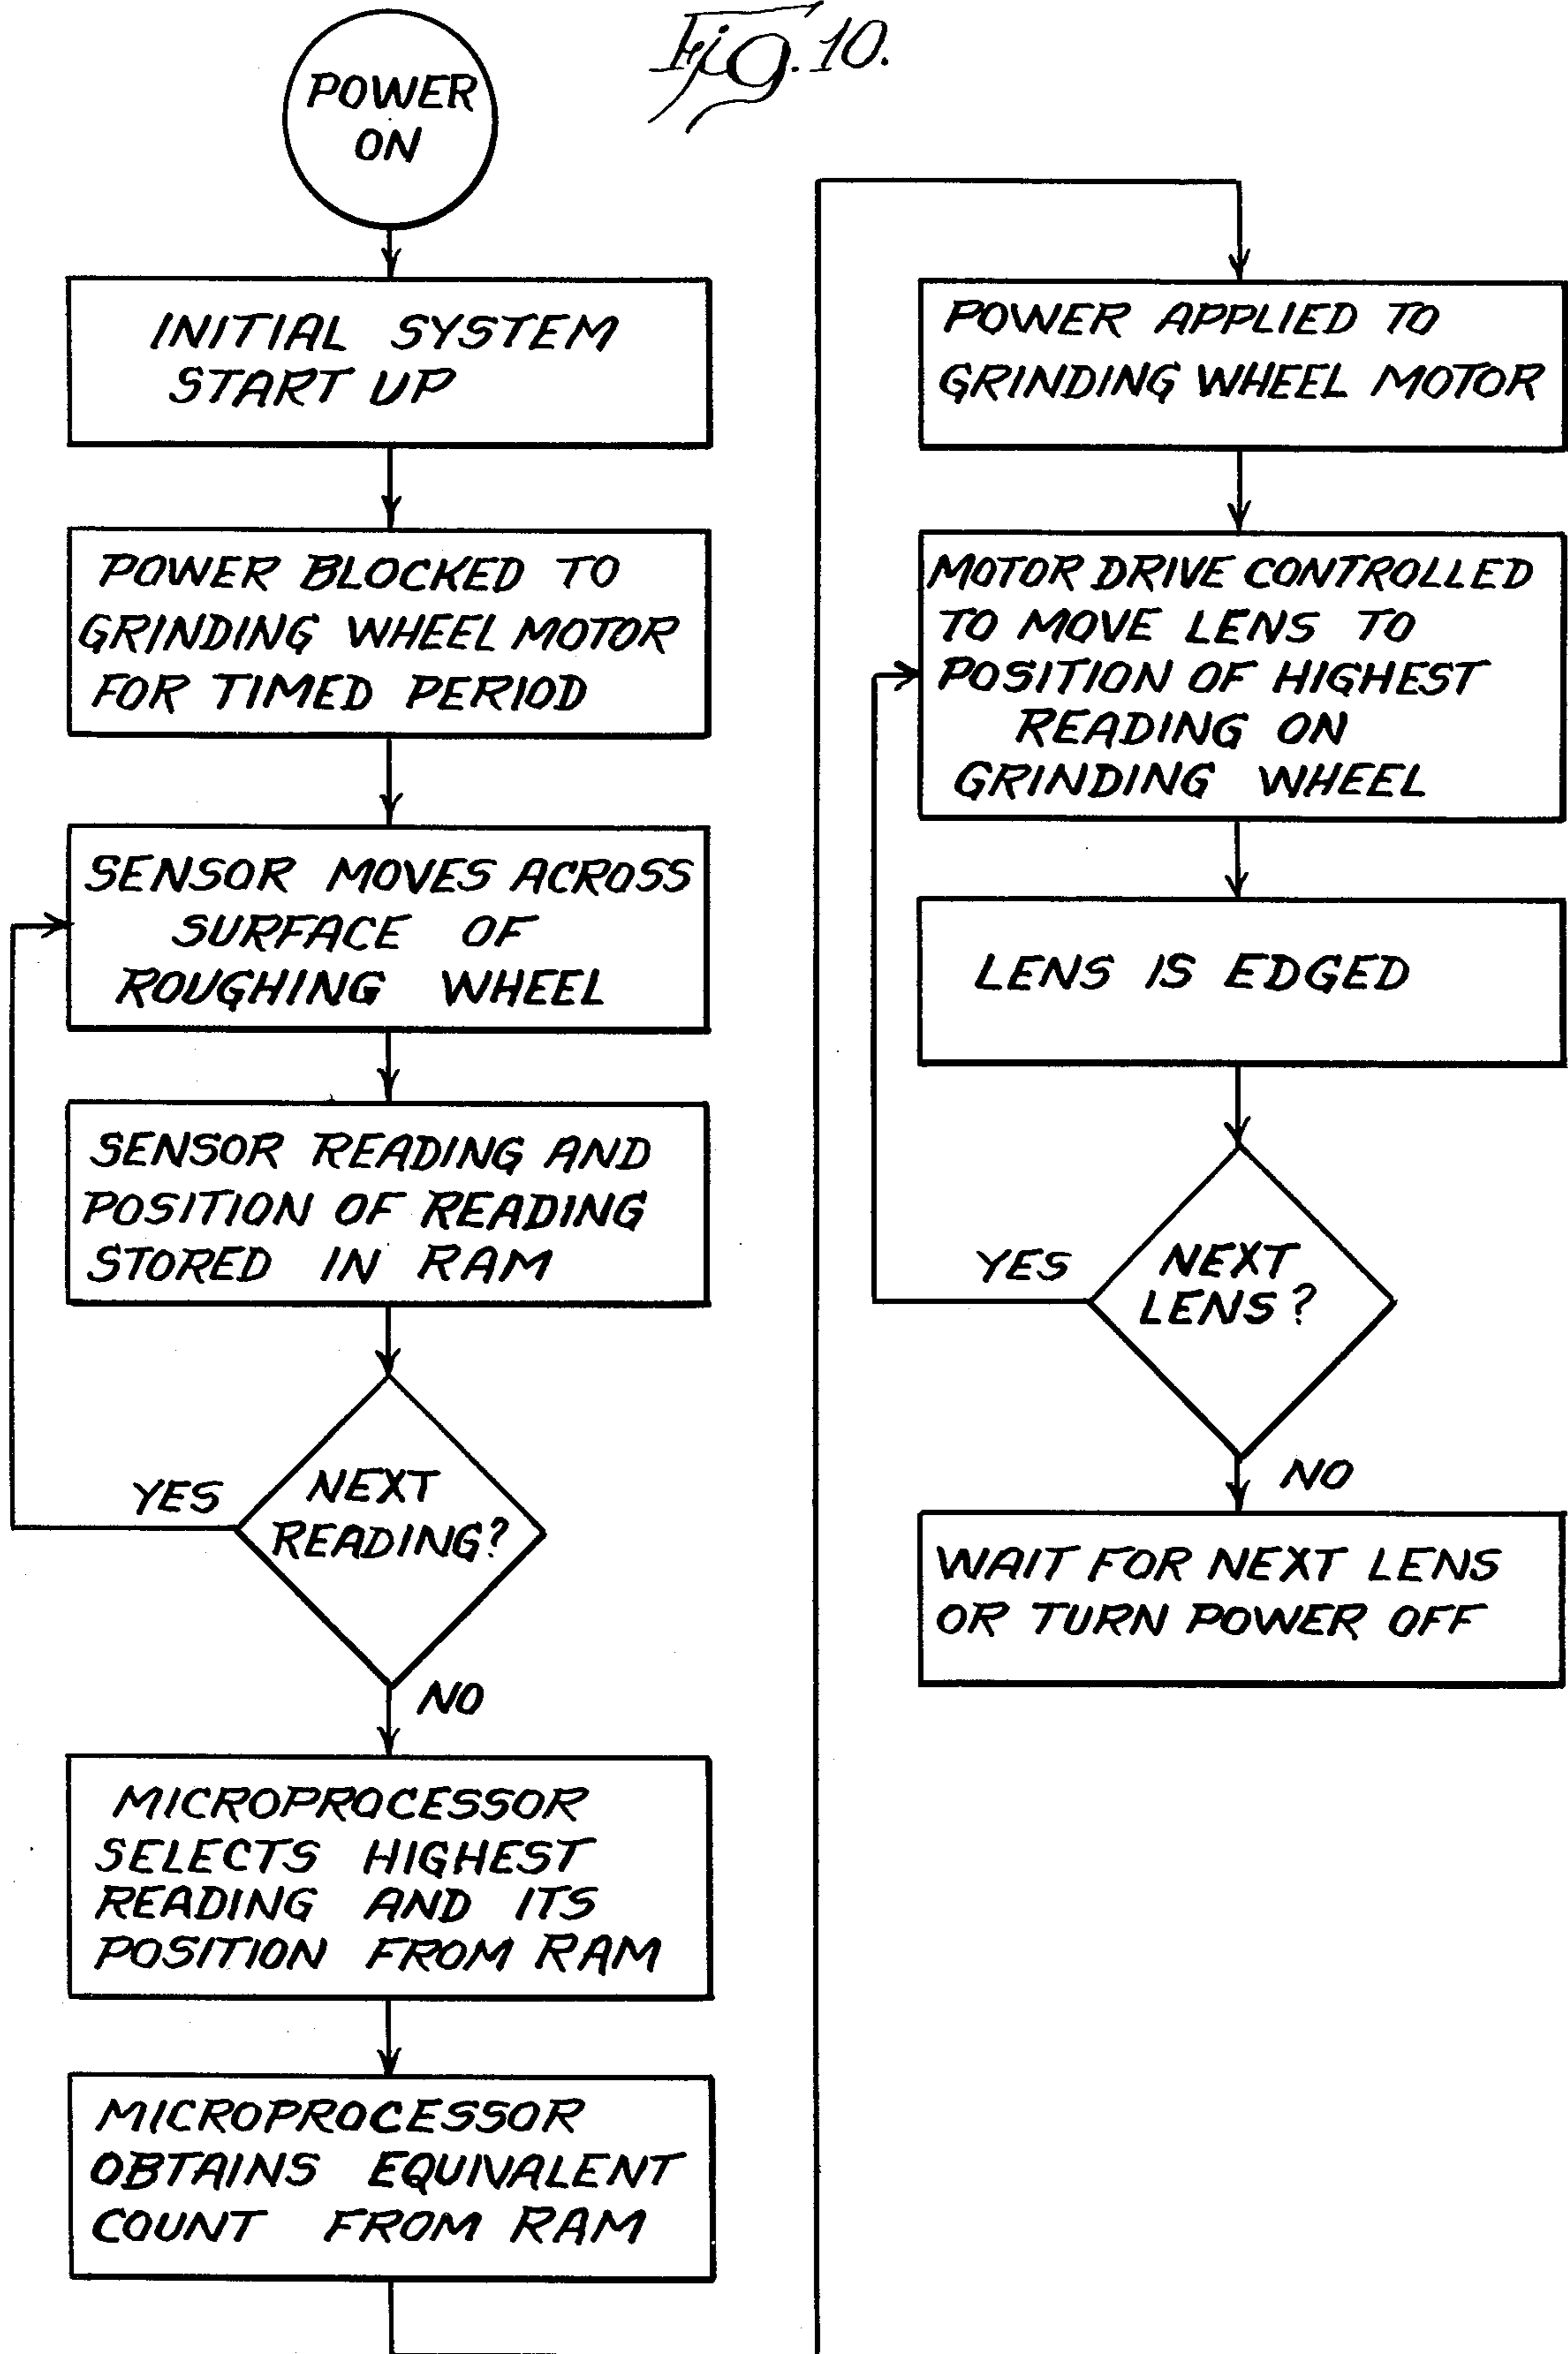 Fig. 10.
POWER
ON
INITIAL SYSTEM
START UP
POWER BLOCKED TO
GRINDING WHEEL MOTOR
FOR TIMED PERIOD
SENSOR MOVES ACROSS
SURFACE OF
ROUGHING WHEEL
SENSOR READING AND
POSITION OF READING
STORED IN RAM
NEXT
READING?
YES
NO
MICROPROCESSOR
SELECTS HIGHEST
READING AND ITS
POSITION FROM RAM
MICROPROCESSOR
OBTAINS EQUIVALENT
COUNT FROM RAM
POWER APPLIED TO
GRINDING WHEEL MOTOR
MOTOR DRIVE CONTROLLED
TO MOVE LENS TO
POSITION OF HIGHEST
READING ON
GRINDING WHEEL
LENS IS EDGED
NEXT
LENS?
YES
NO
WAIT FOR NEXT LENS
OR TURN POWER OFF